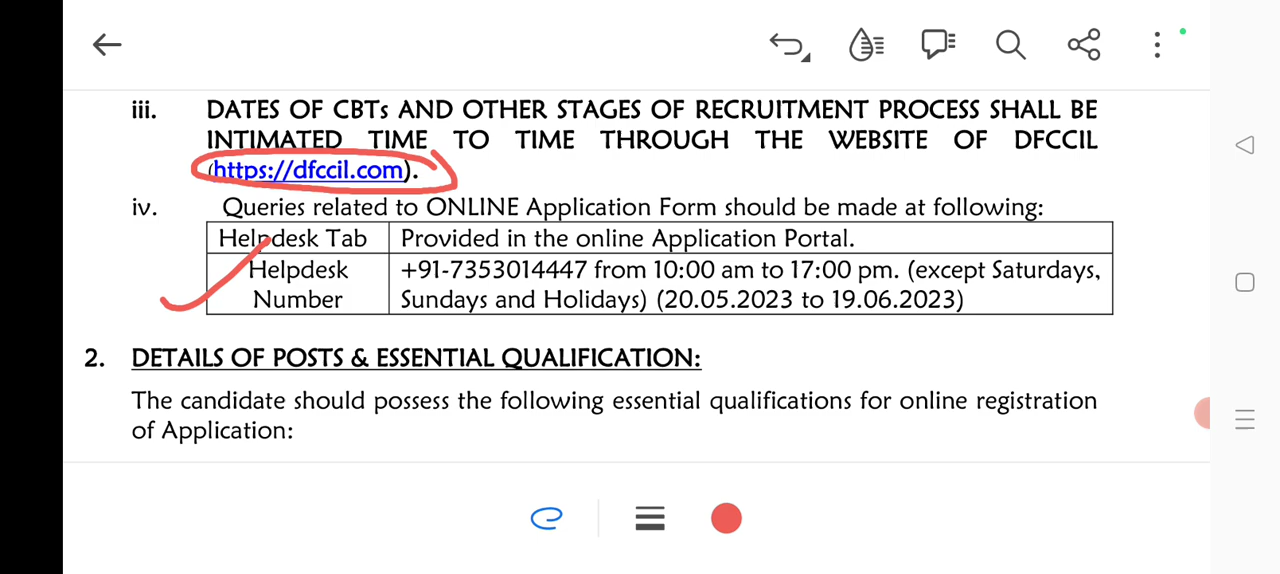 iii. DATES OF CBTs AND OTHER STAGES OF RECRUITMENT PROCESS SHALL BE
INTIMATED TIME TO TIME THROUGH THE WEBSITE OF DFCCIL
(https://dfccil.com).
iv. Queries related to ONLINE Application Form should be made at following:
Helpdesk Tab Provided in the online Application Portal.
Helpdesk +91-7353014447 from 10:00 am to 17:00 pm. (except Saturdays,
Number Sundays and Holidays) (20.05.2023 to 19.06.2023)
2. DETAILS OF POSTS & ESSENTIAL QUALIFICATION:
The candidate should possess the following essential qualifications for online registration
of Application: